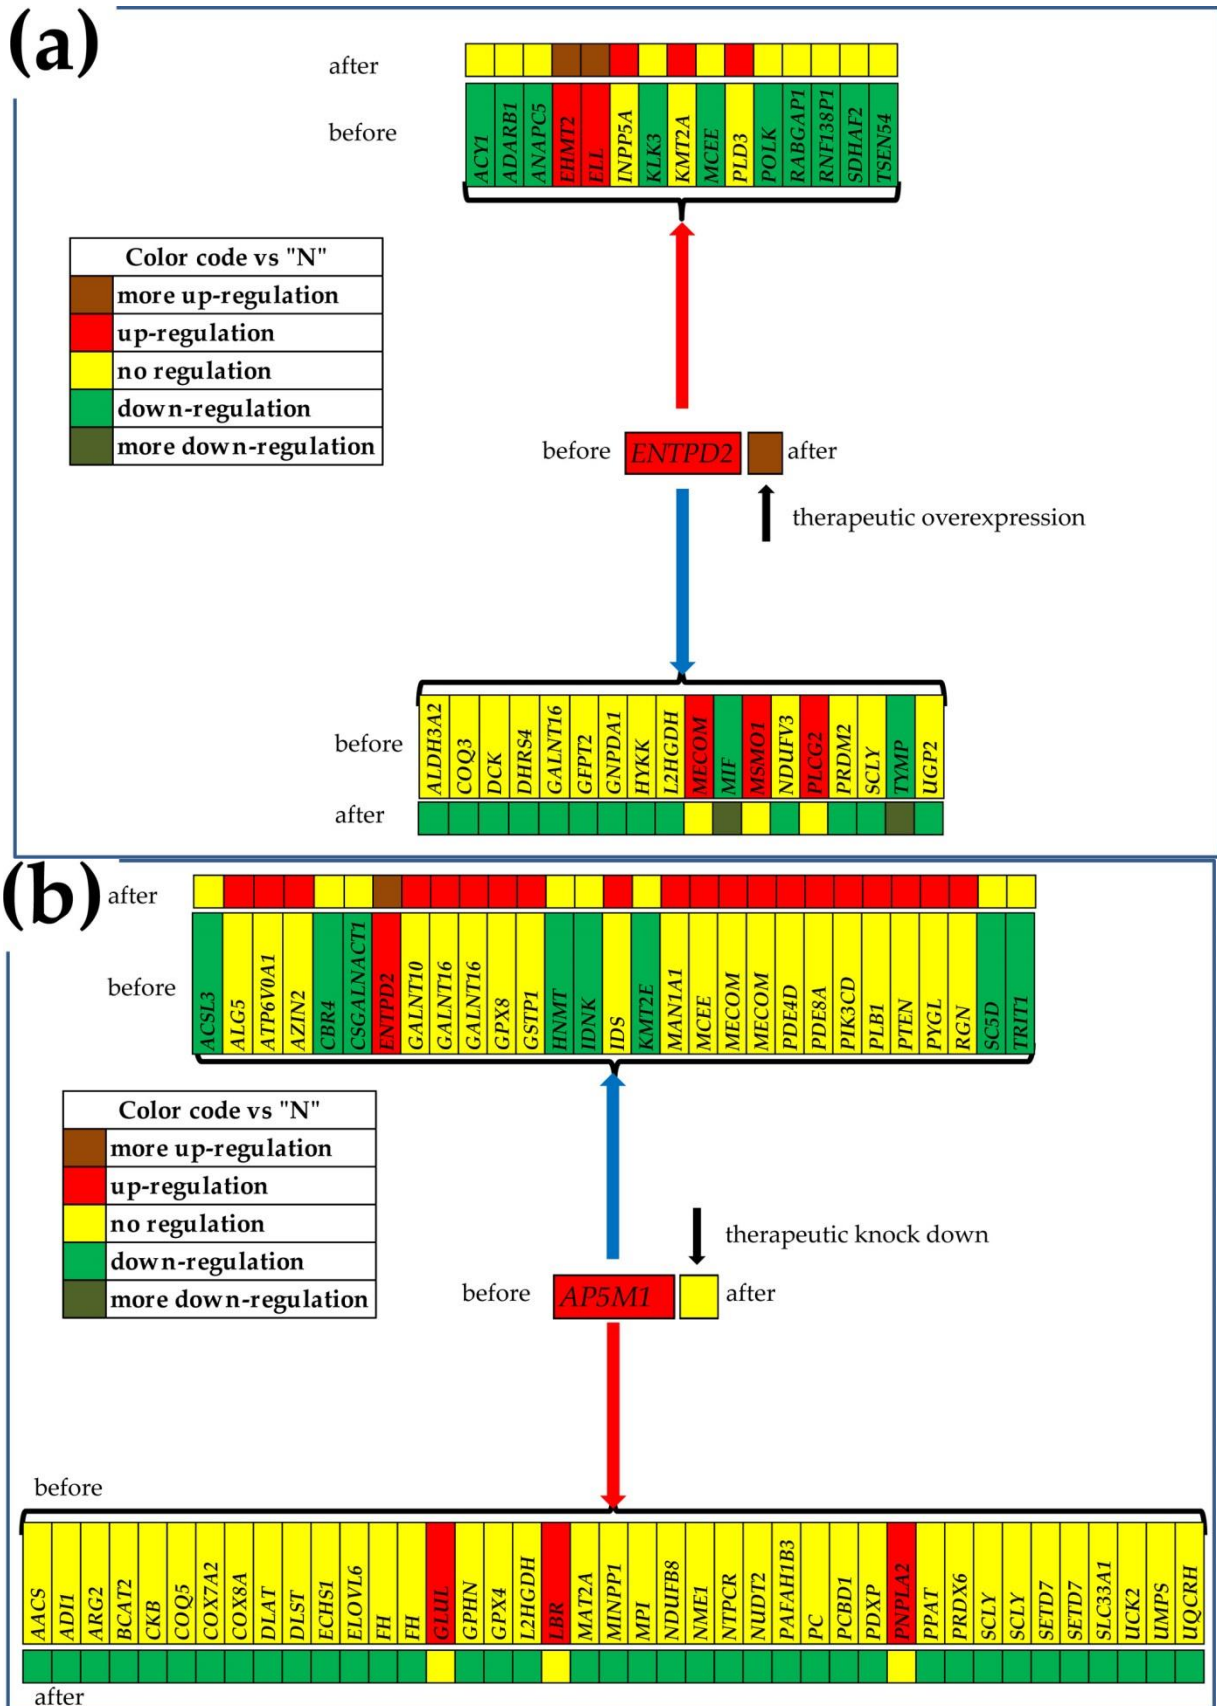 (a)
after
before
ACY1
ADARB1
ANAPC5
EHMT2
ELL
INPP5A
KLK3
KMT2A
MCEE
PLD3
POLK
RABGAP1
RNF138P1
SDHAF2
TSEN54
Color code vs "N"
more up-regulation
up-regulation
no regulation
down-regulation
more down-regulation
before
ENTPD2
after
therapeutic overexpression
before
ALDH3A2
COQ3
DCK
DHRS4
GALNT16
GFPT2
GNPDA1
HYKK
L2HGDH
MECOM
MIF
MSMO1
NDUFV3
PLCG2
PRDM2
SCLY
TYMP
UGP2
after
(b)
after
before
ACSL3
ALG5
ATP6V0A1
AZIN2
CBR4
CSGALNACT1
ENTPD2
GALNT10
GALNT16
GALNT16
GPX8
GSTP1
HNMT
IDNK
IDS
KMT2E
MAN1A1
MCEE
MECOM
MECOM
PDE4D
PDE8A
PIK3CD
PLB1
PTEN
PYGL
RGN
SC5D
TRIT1
Color code vs "N"
more up-regulation
up-regulation
no regulation
down-regulation
more down-regulation
therapeutic knock down
before
AP5M1
after
before
AACS
ADI1
ARG2
BCAT2
CKB
COQ5
COX7A2
COX8A
DLAT
DLST
ECHS1
ELOVL6
FH
FH
GLUL
GPHN
GPX4
L2HGDH
LBR
MAT2A
MINPP1
MPI
NDUFB8
NME1
NTPCR
NUDT2
PAFAH1B3
PC
PCBD1
PDXP
PNPLA2
PPAT
PRDX6
SCLY
SCLY
SETD7
SETD7
SLC33A1
UCK2
UMPS
UQCRH
after